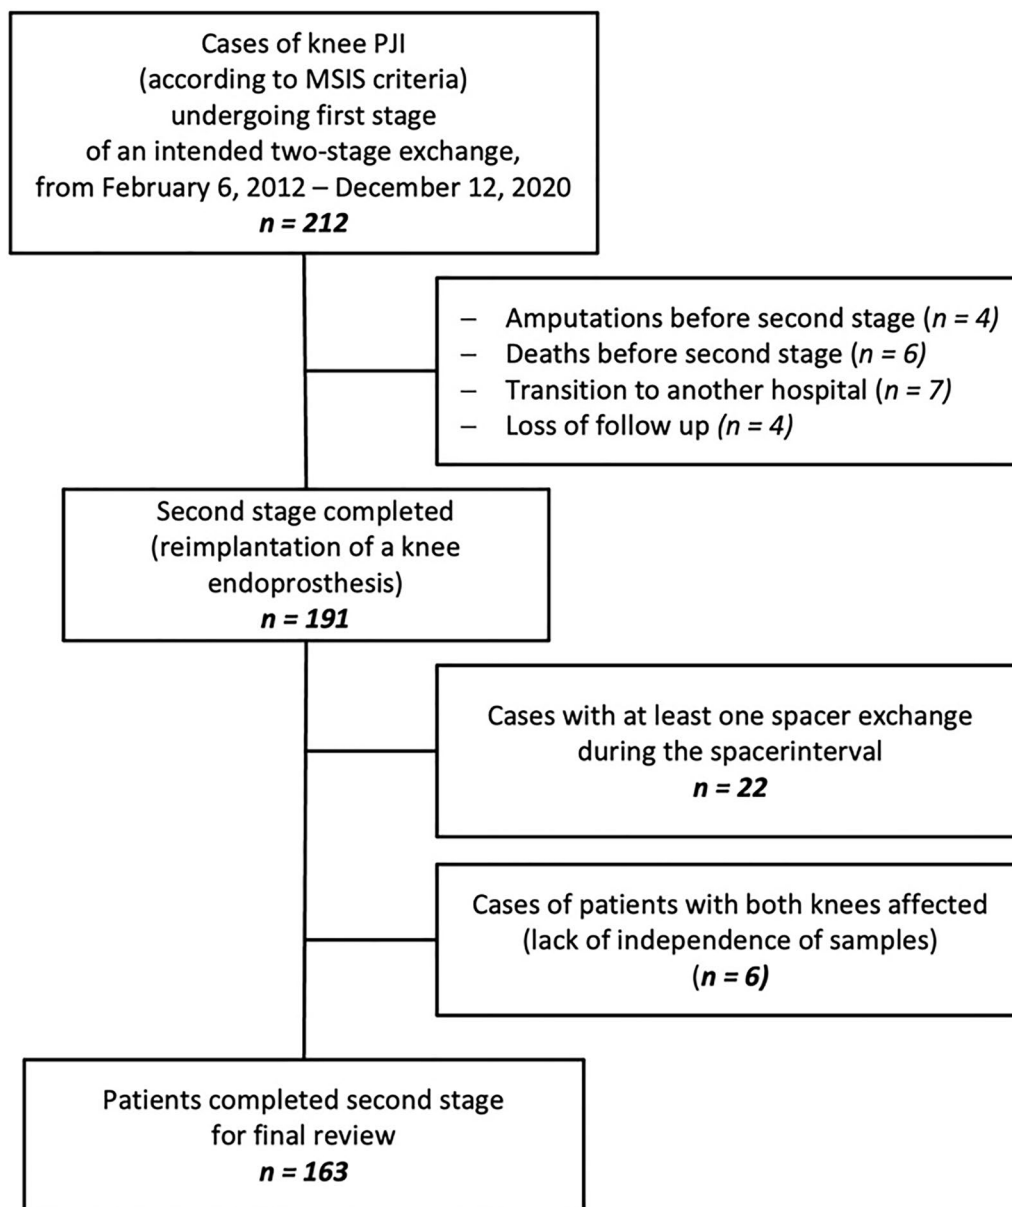 Cases of knee PJI
(according to MSIS criteria)
undergoing first stage
of an intended two-stage exchange,
from February 6, 2012 – December 12, 2020
n = 212
– Amputations before second stage (n = 4)
– Deaths before second stage (n = 6)
– Transition to another hospital (n = 7)
– Loss of follow up (n = 4)
Second stage completed
(reimplantation of a knee
endoprosthesis)
n = 191
Cases with at least one spacer exchange
during the spacerinterval
n = 22
Cases of patients with both knees affected
(lack of independence of samples)
(n = 6)
Patients completed second stage
for final review
n = 163